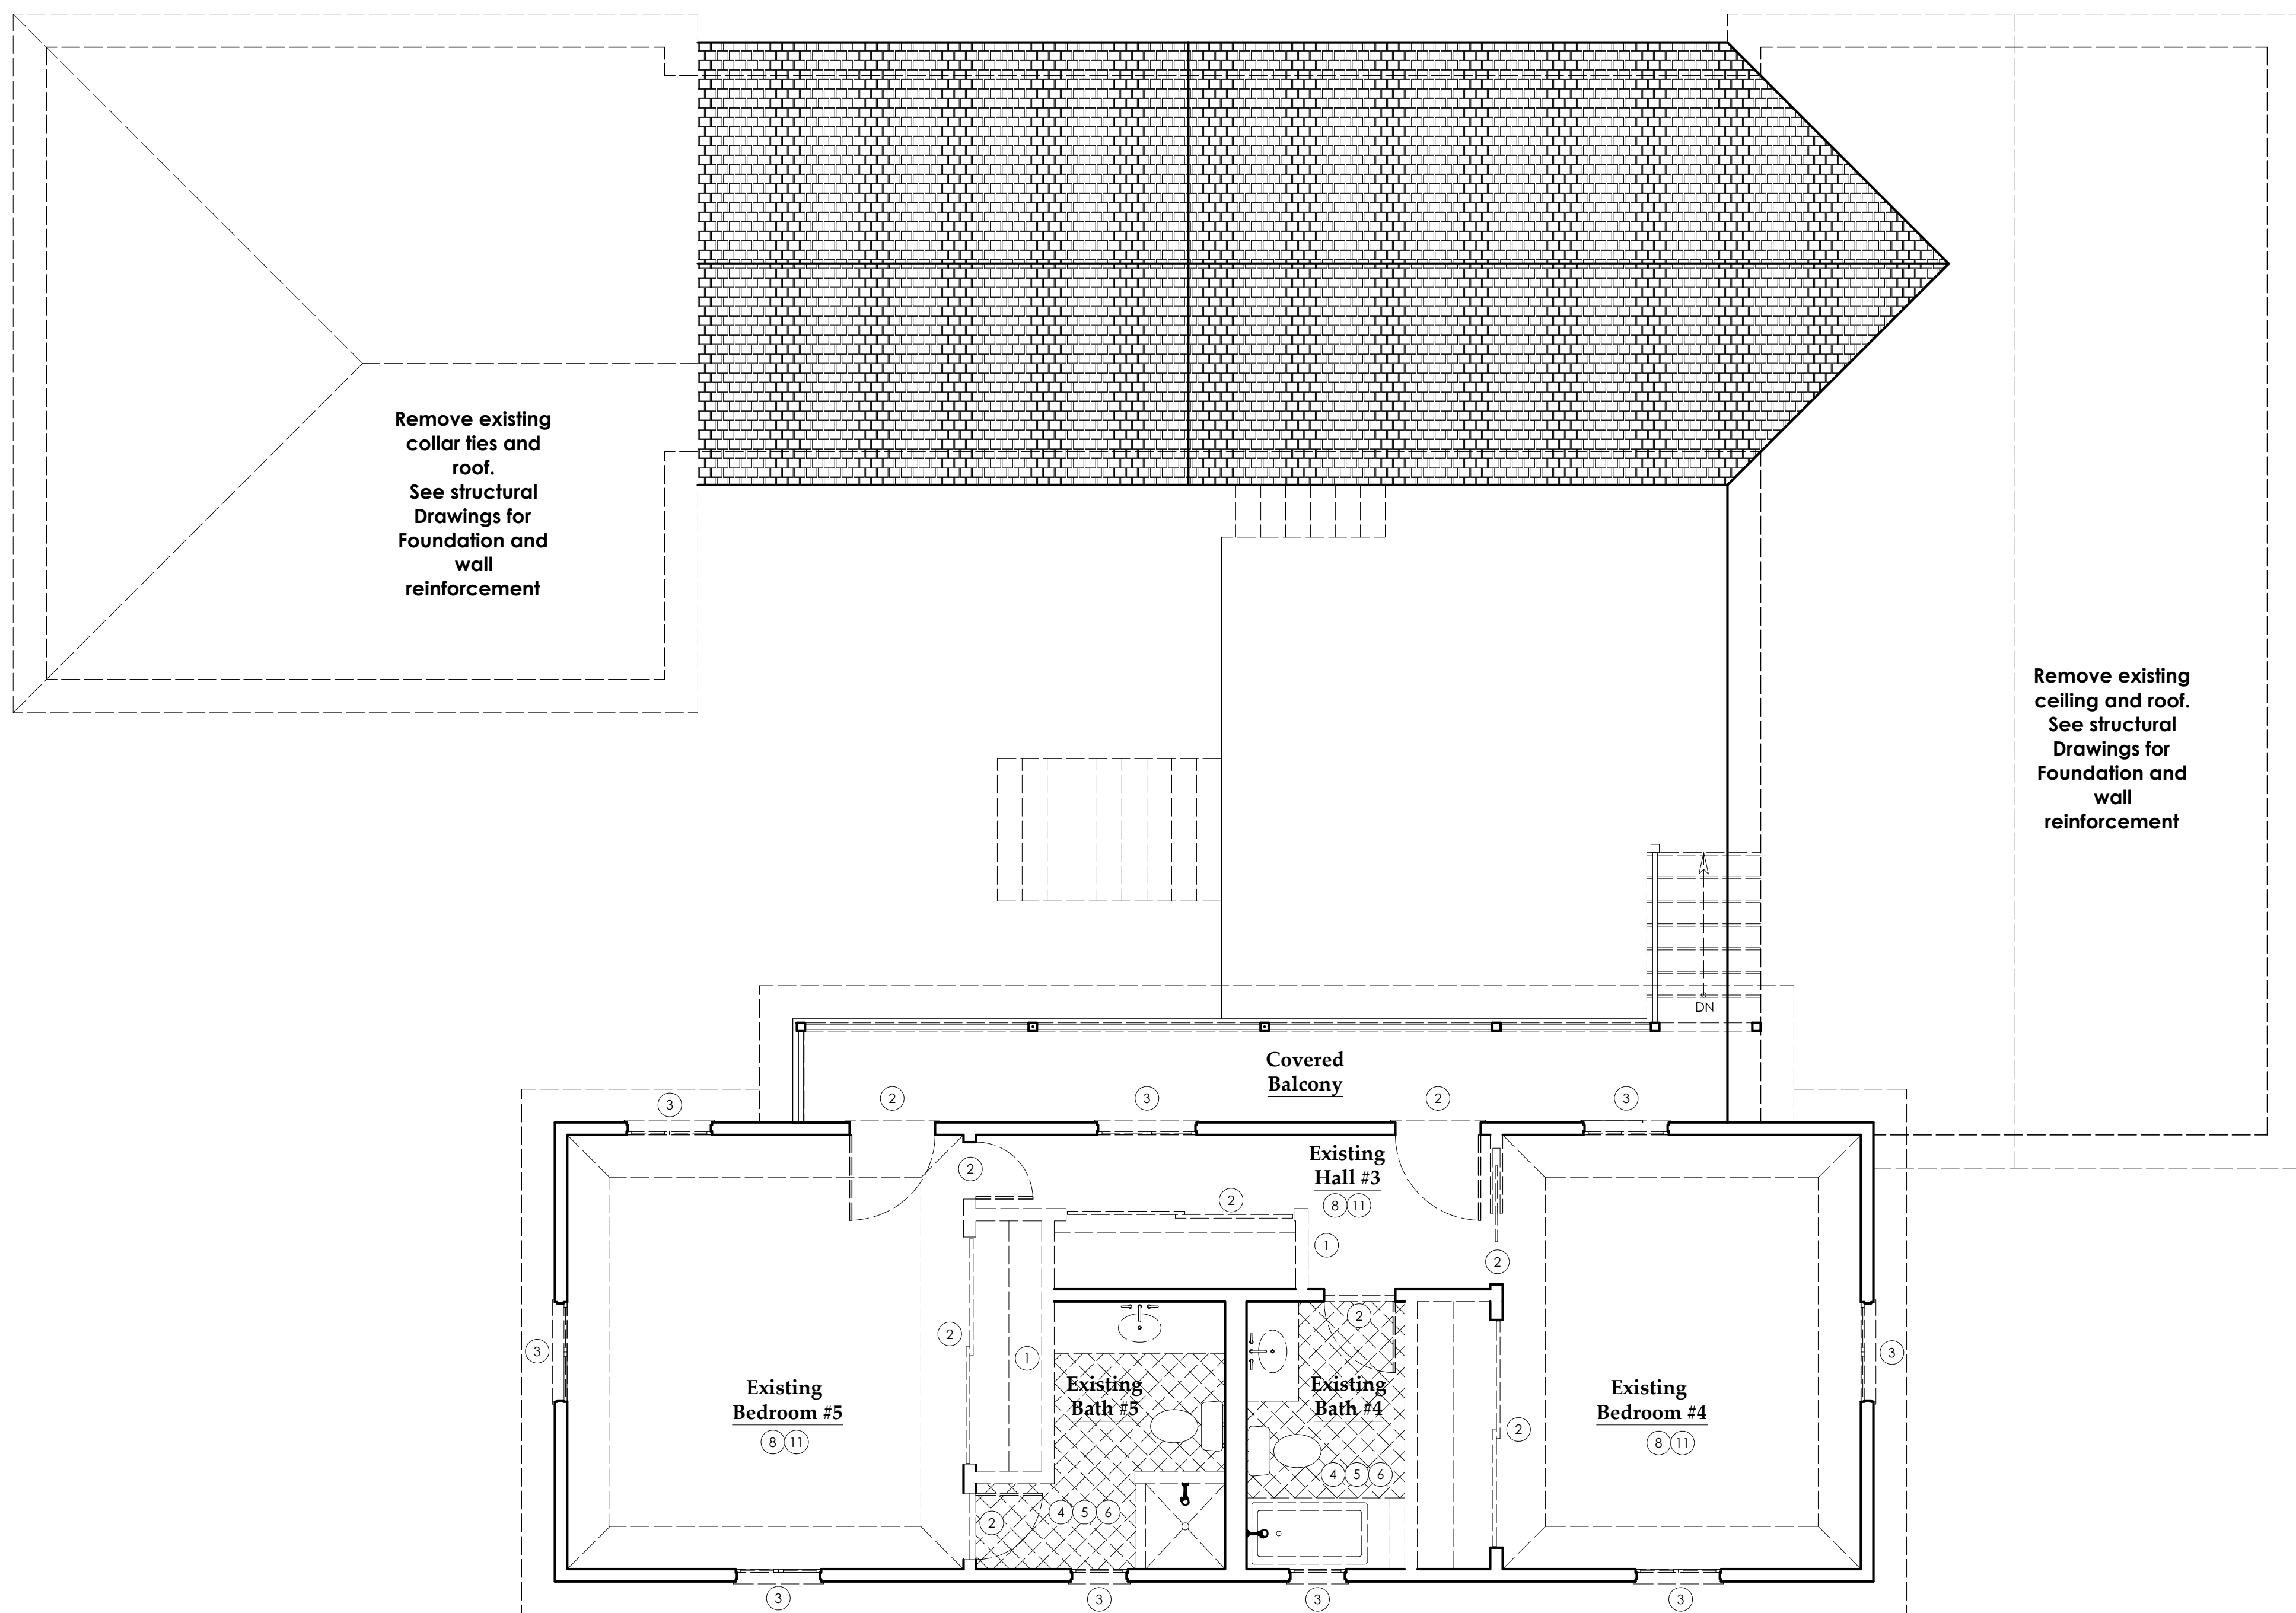 Remove existing
collar ties and
roof.
See structural
Drawings for
Foundation and
wall
reinforcement
Remove existing
ceiling and roof.
See structural
Drawings for
Foundation and
wall
reinforcement
DN
Covered
Balcony
3
2
3
2
3
2
Existing
Hall #3
8 11
2
1
2
3
2
1
2
3
Existing
Bedroom #5
8 11
Existing
Bath #5
Existing
Bath #4
Existing
Bedroom #4
8 11
2
4 5 6
2
4 5 6
3
3
3
3